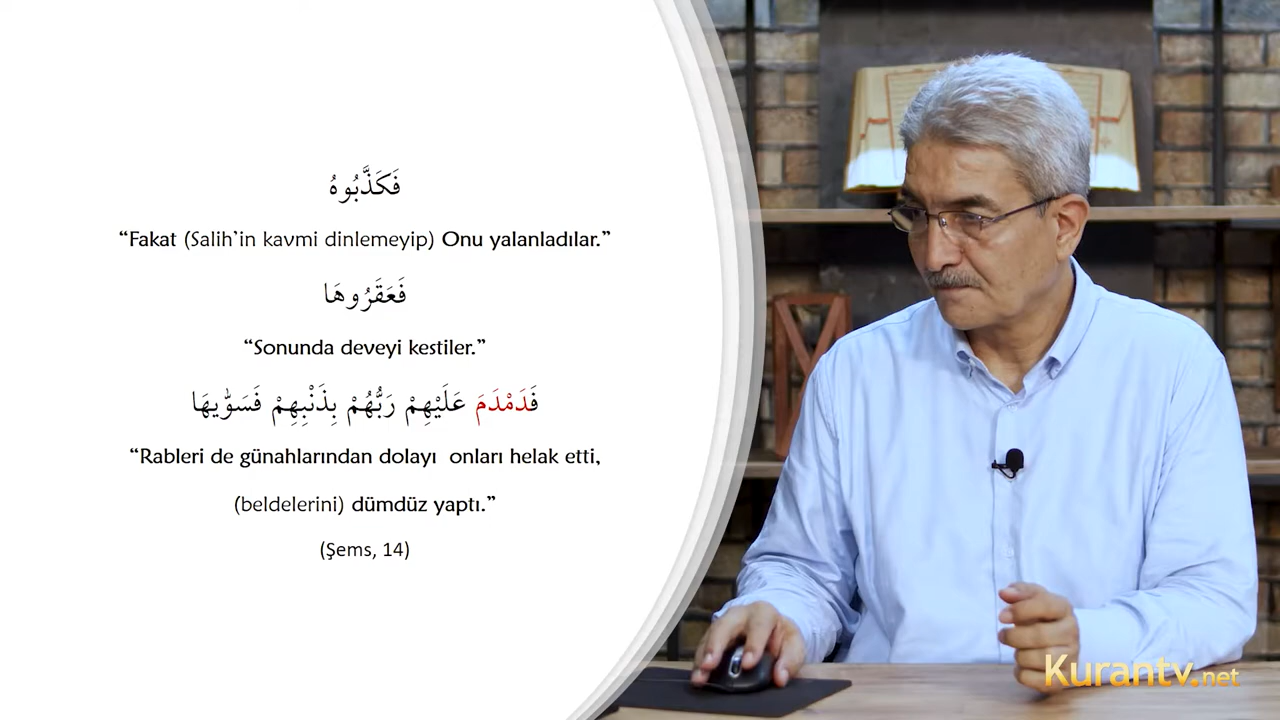 فَكَذَّبُوهُ
“Fakat (Salih’in kavmi dinlemeyip) Onu yalanladılar.”
فَعَقَرُوهَا
“Sonunda deveyi kestiler.”
فَدَمْدَمَ عَلَيْهِمْ رَبُّهُمْ بِذَنْبِهِمْ فَسَوّٰيهَا
“Rableri de günahlarından dolayı onları helak etti,
(beldelerini) dümdüz yaptı.”
(Şems, 14)
Kurantv.net